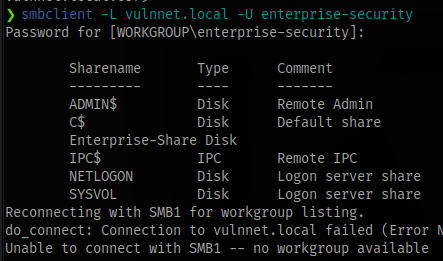 ❯ smbclient -L vulnnet.local -U enterprise-security
Password for [WORKGROUP\enterprise-security]:
Sharename Type Comment
--------- ---- -------
ADMIN$ Disk Remote Admin
C$ Disk Default share
Enterprise-Share Disk
IPC$ IPC Remote IPC
NETLOGON Disk Logon server share
SYSVOL Disk Logon server share
Reconnecting with SMB1 for workgroup listing.
do_connect: Connection to vulnnet.local failed (Error N
Unable to connect with SMB1 -- no workgroup available